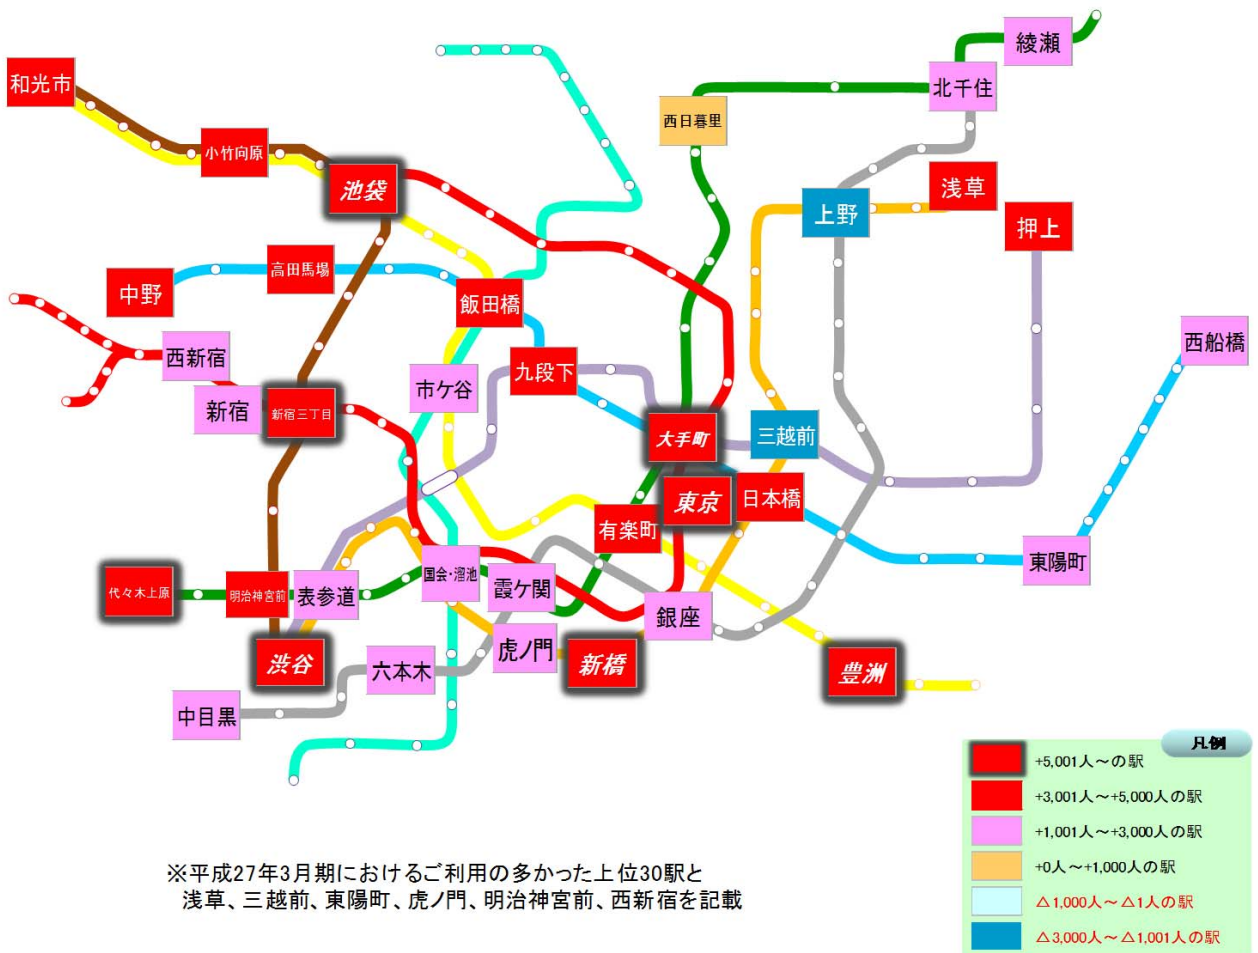 綾瀬
和光市
北千住
西日暮里
小竹向原
池袋
浅草
上野
押上
高田馬場
中野
飯田橋
西船橋
西新宿
九段下
市ケ谷
新宿
新宿三丁目
大手町
三越前
東京
日本橋
有楽町
東陽町
国会・溜池
霞ケ関
代々木上原
明治神宮前
表参道
銀座
虎ノ門
渋谷
新橋
六本木
豊洲
中目黒
凡例
+5,001人～の駅
+3,001人～+5,000人の駅
+1,001人～+3,000人の駅
+0人～+1,000人の駅
△1,000人～△1人の駅
△3,000人～△1,001人の駅
※平成27年3月期におけるご利用の多かった上位30駅と
浅草、三越前、東陽町、虎ノ門、明治神宮前、西新宿を記載